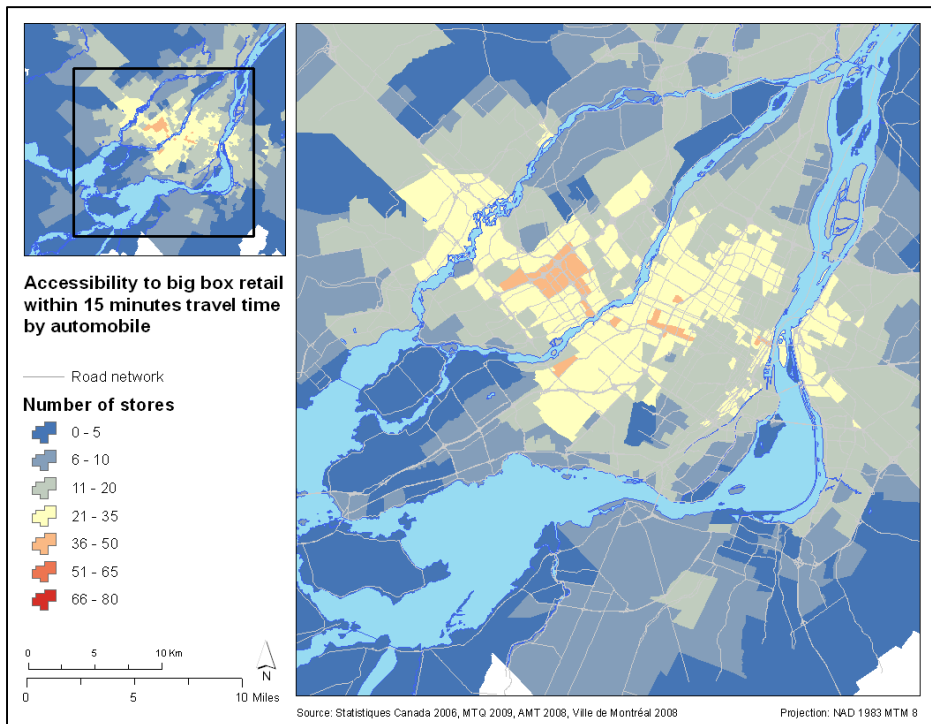 Accessibility to big box retail
within 15 minutes travel time
by automobile
Road network
Number of stores
0 - 5
6 - 10
11 - 20
21 - 35
36 - 50
51 - 65
66 - 80
0 5 10 Km
N
0 5 10 Miles
Source: Statistiques Canada 2006, MTQ 2009, AMT 2008, Ville de Montréal 2008 Projection: NAD 1983 MTM 8